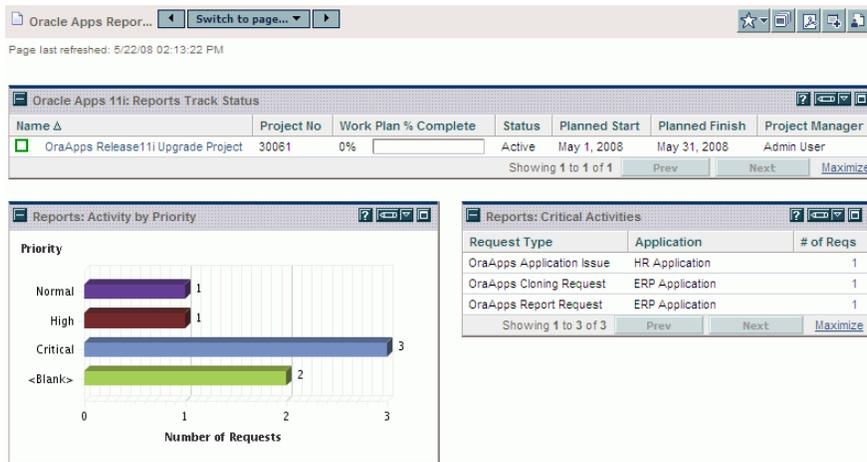 Oracle Apps Repor... Switch to page...
Page last refreshed: 5/22/08 02:13:22 PM
Oracle Apps 11i: Reports Track Status
Name Project No Work Plan % Complete Status Planned Start Planned Finish Project Manager
OraApps Release11i Upgrade Project 30061 0% Active May 1, 2008 May 31, 2008 Admin User
Showing 1 to 1 of 1 Prev Next Maximize
Reports: Activity by Priority
Priority
Normal 1
High 1
Critical 3
<Blank> 2
0 1 2 3
Number of Requests
Reports: Critical Activities
Request Type Application # of Reqs
OraApps Application Issue HR Application 1
OraApps Cloning Request ERP Application 1
OraApps Report Request ERP Application 1
Showing 1 to 3 of 3 Prev Next Maximize